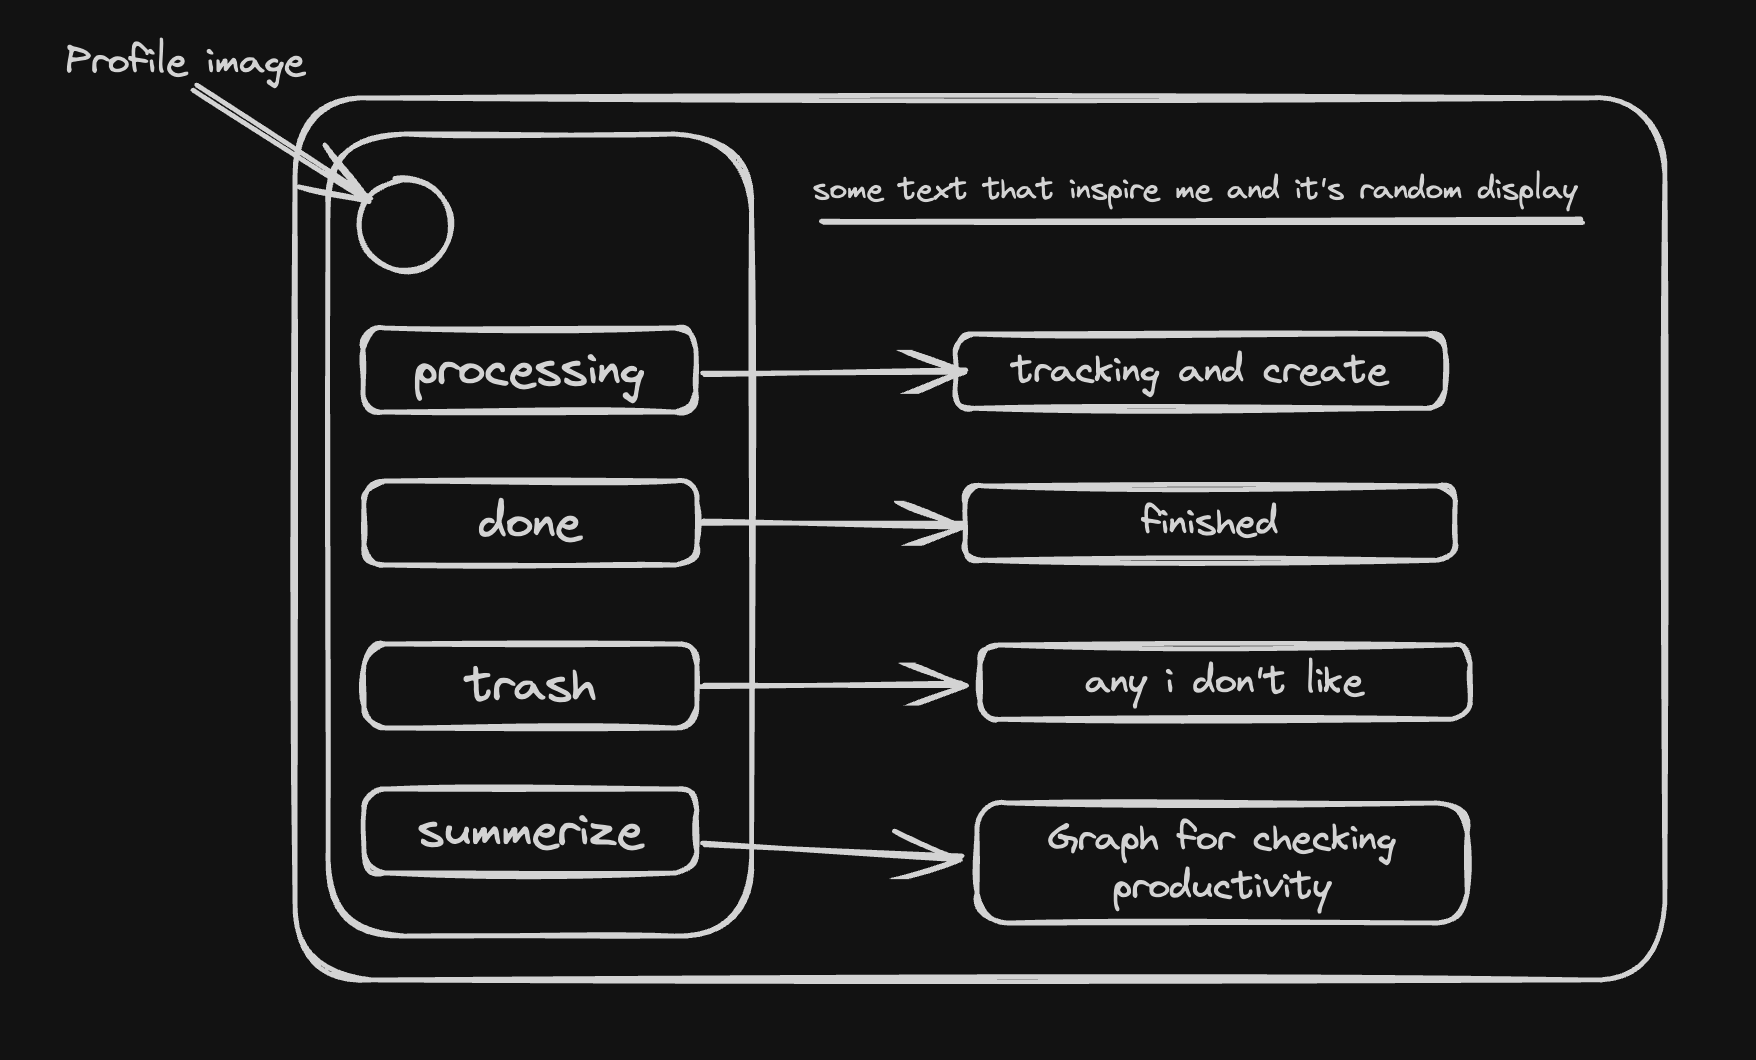 Profile image
some text that inspire me and it's random display
processing
tracking and create
done
finished
trash
any i don't like
summerize
Graph for checking
productivity